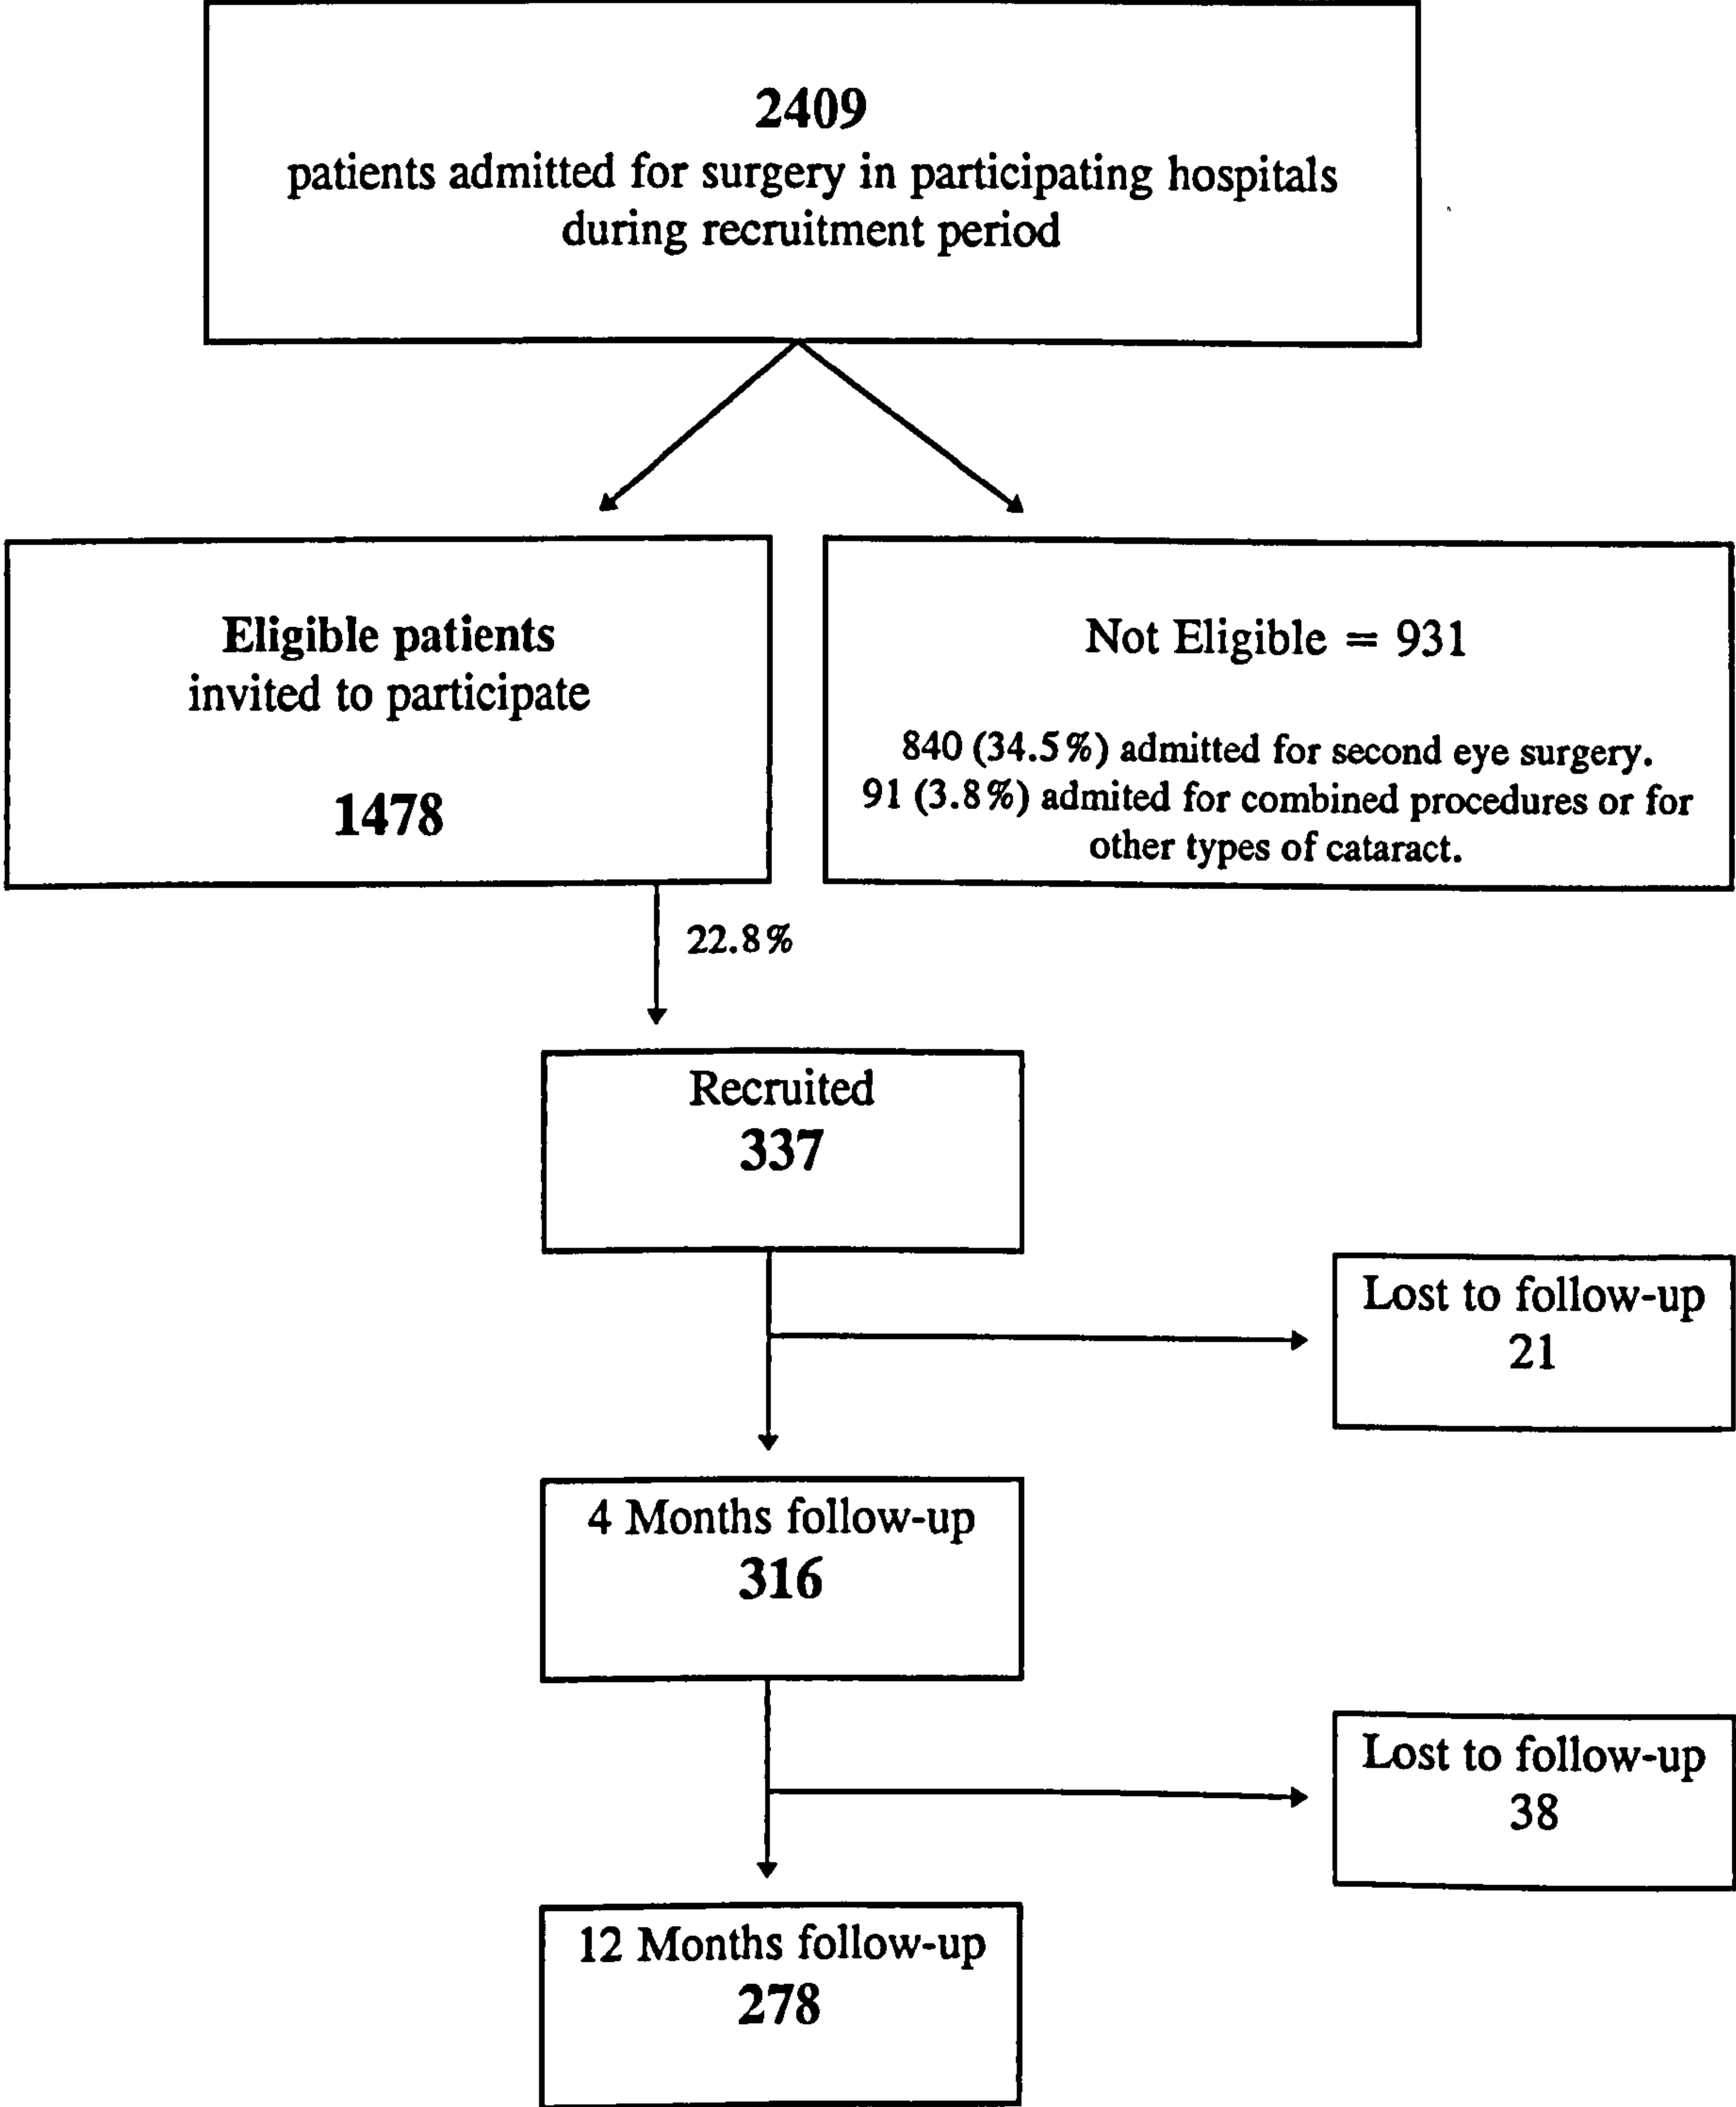 2409
patients admitted for surgery in participating hospitals
during recruitment period
Eligible patients
invited to participate
1478
Not Eligible = 931
840 (34.5%) admitted for second eye surgery.
91 (3.8%) admited for combined procedures or for
other types of cataract.
22.8%
Recruited
337
Lost to follow-up
21
4 Months follow-up
316
Lost to follow-up
38
12 Months follow-up
278